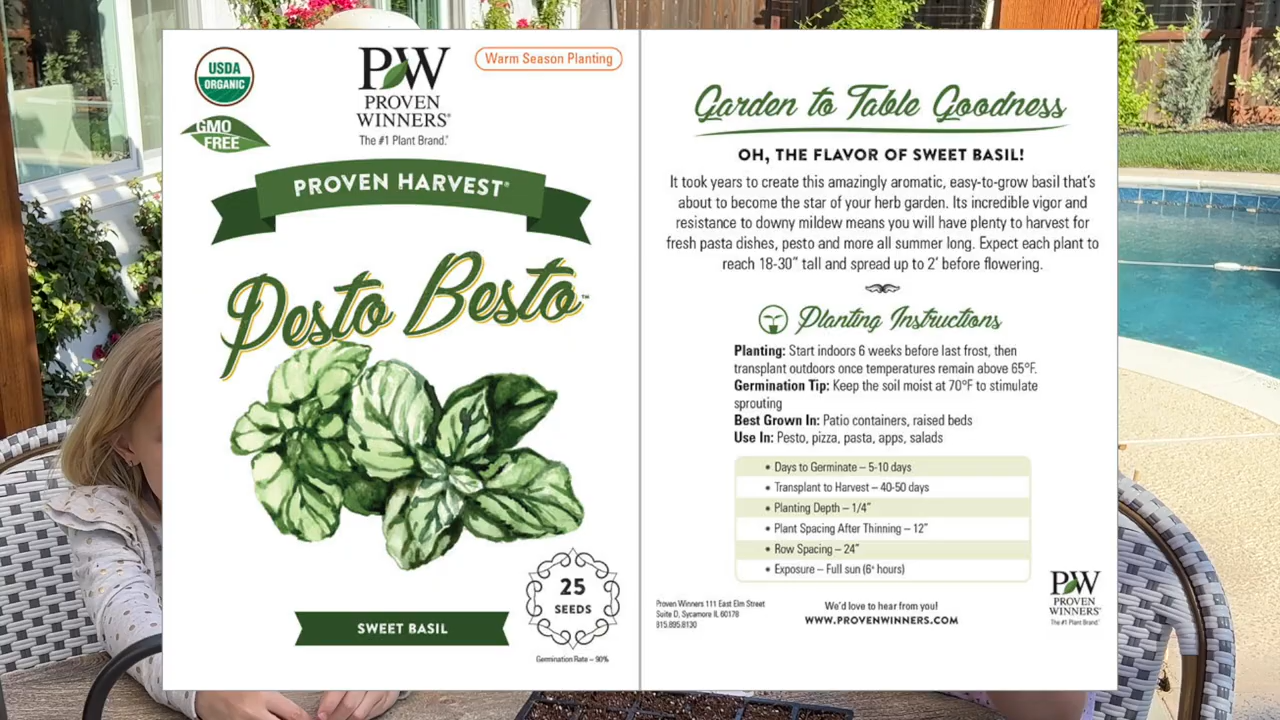 USDA
ORGANIC
GMO
FREE
PW
PROVEN
WINNERS®
The #1 Plant Brand.®
Warm Season Planting
PROVEN HARVEST®
Pesto Besto™
25
SEEDS
SWEET BASIL
Germination Rate – 90%
Garden to Table Goodness
OH, THE FLAVOR OF SWEET BASIL!
It took years to create this amazingly aromatic, easy-to-grow basil that's
about to become the star of your herb garden. Its incredible vigor and
resistance to downy mildew means you will have plenty to harvest for
fresh pasta dishes, pesto and more all summer long. Expect each plant to
reach 18-30" tall and spread up to 2' before flowering.
Planting Instructions
Planting: Start indoors 6 weeks before last frost, then
transplant outdoors once temperatures remain above 65°F.
Germination Tip: Keep the soil moist at 70°F to stimulate
sprouting
Best Grown In: Patio containers, raised beds
Use In: Pesto, pizza, pasta, apps, salads
• Days to Germinate – 5-10 days
• Transplant to Harvest – 40-50 days
• Planting Depth – 1/4"
• Plant Spacing After Thinning – 12"
• Row Spacing – 24"
• Exposure – Full sun (6+ hours)
Proven Winners 111 East Elm Street
Suite D, Sycamore IL 60178
815.895.8130
We'd love to hear from you!
WWW.PROVENWINNERS.COM
PW
PROVEN
WINNERS®
The #1 Plant Brand.®